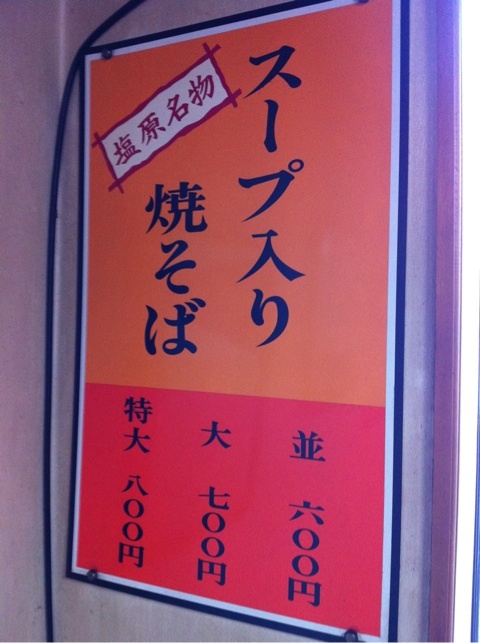 塩原名物
スープ入り
焼そば
並 六〇〇円
大 七〇〇円
特大 八〇〇円